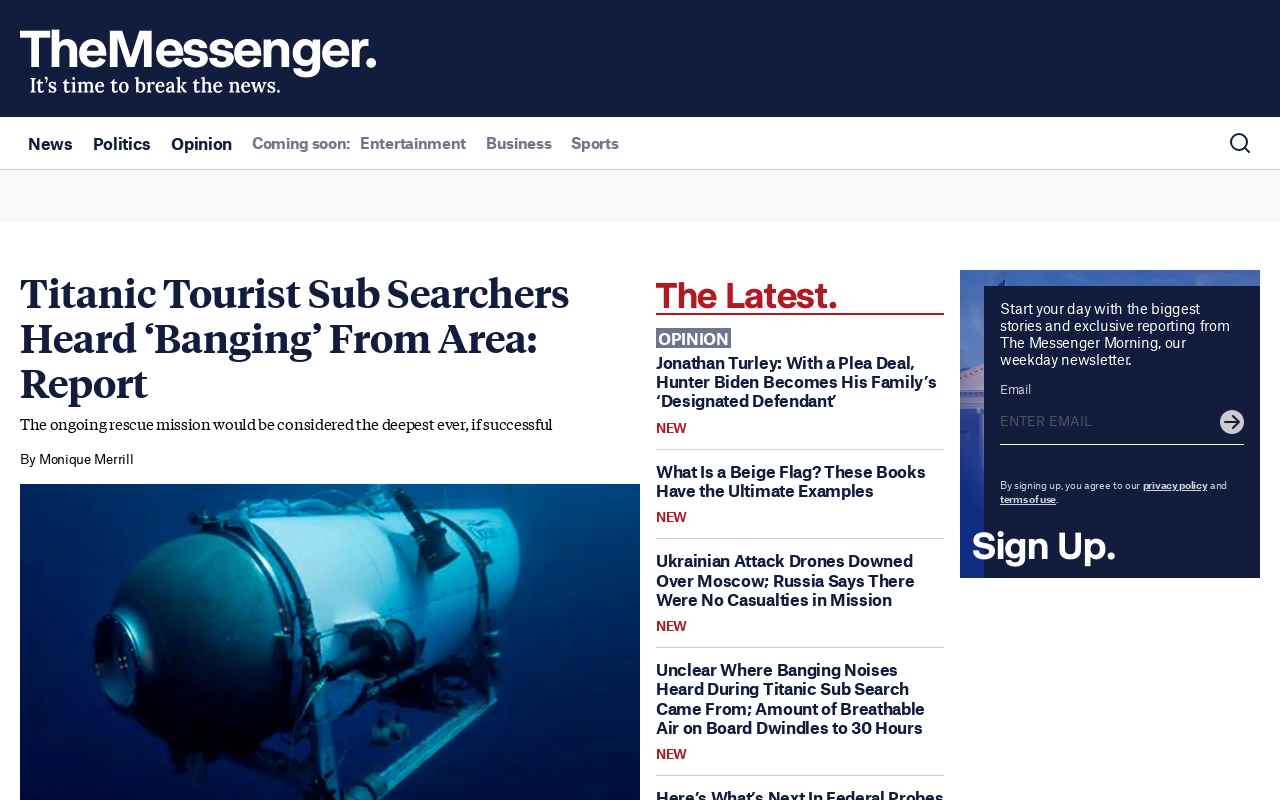 TheMessenger.
It's time to break the news.
News Politics Opinion Coming soon: Entertainment Business Sports
Titanic Tourist Sub Searchers
Heard ‘Banging’ From Area:
Report
The ongoing rescue mission would be considered the deepest ever, if successful
By Monique Merrill
The Latest.
OPINION
Jonathan Turley: With a Plea Deal,
Hunter Biden Becomes His Family’s
‘Designated Defendant’
NEW
What Is a Beige Flag? These Books
Have the Ultimate Examples
NEW
Ukrainian Attack Drones Downed
Over Moscow; Russia Says There
Were No Casualties in Mission
NEW
Unclear Where Banging Noises
Heard During Titanic Sub Search
Came From; Amount of Breathable
Air on Board Dwindles to 30 Hours
NEW
Here’s What’s Next In Federal Probes
Start your day with the biggest
stories and exclusive reporting from
The Messenger Morning, our
weekday newsletter.
Email
ENTER EMAIL
By signing up, you agree to our privacy policy and
terms of use.
Sign Up.